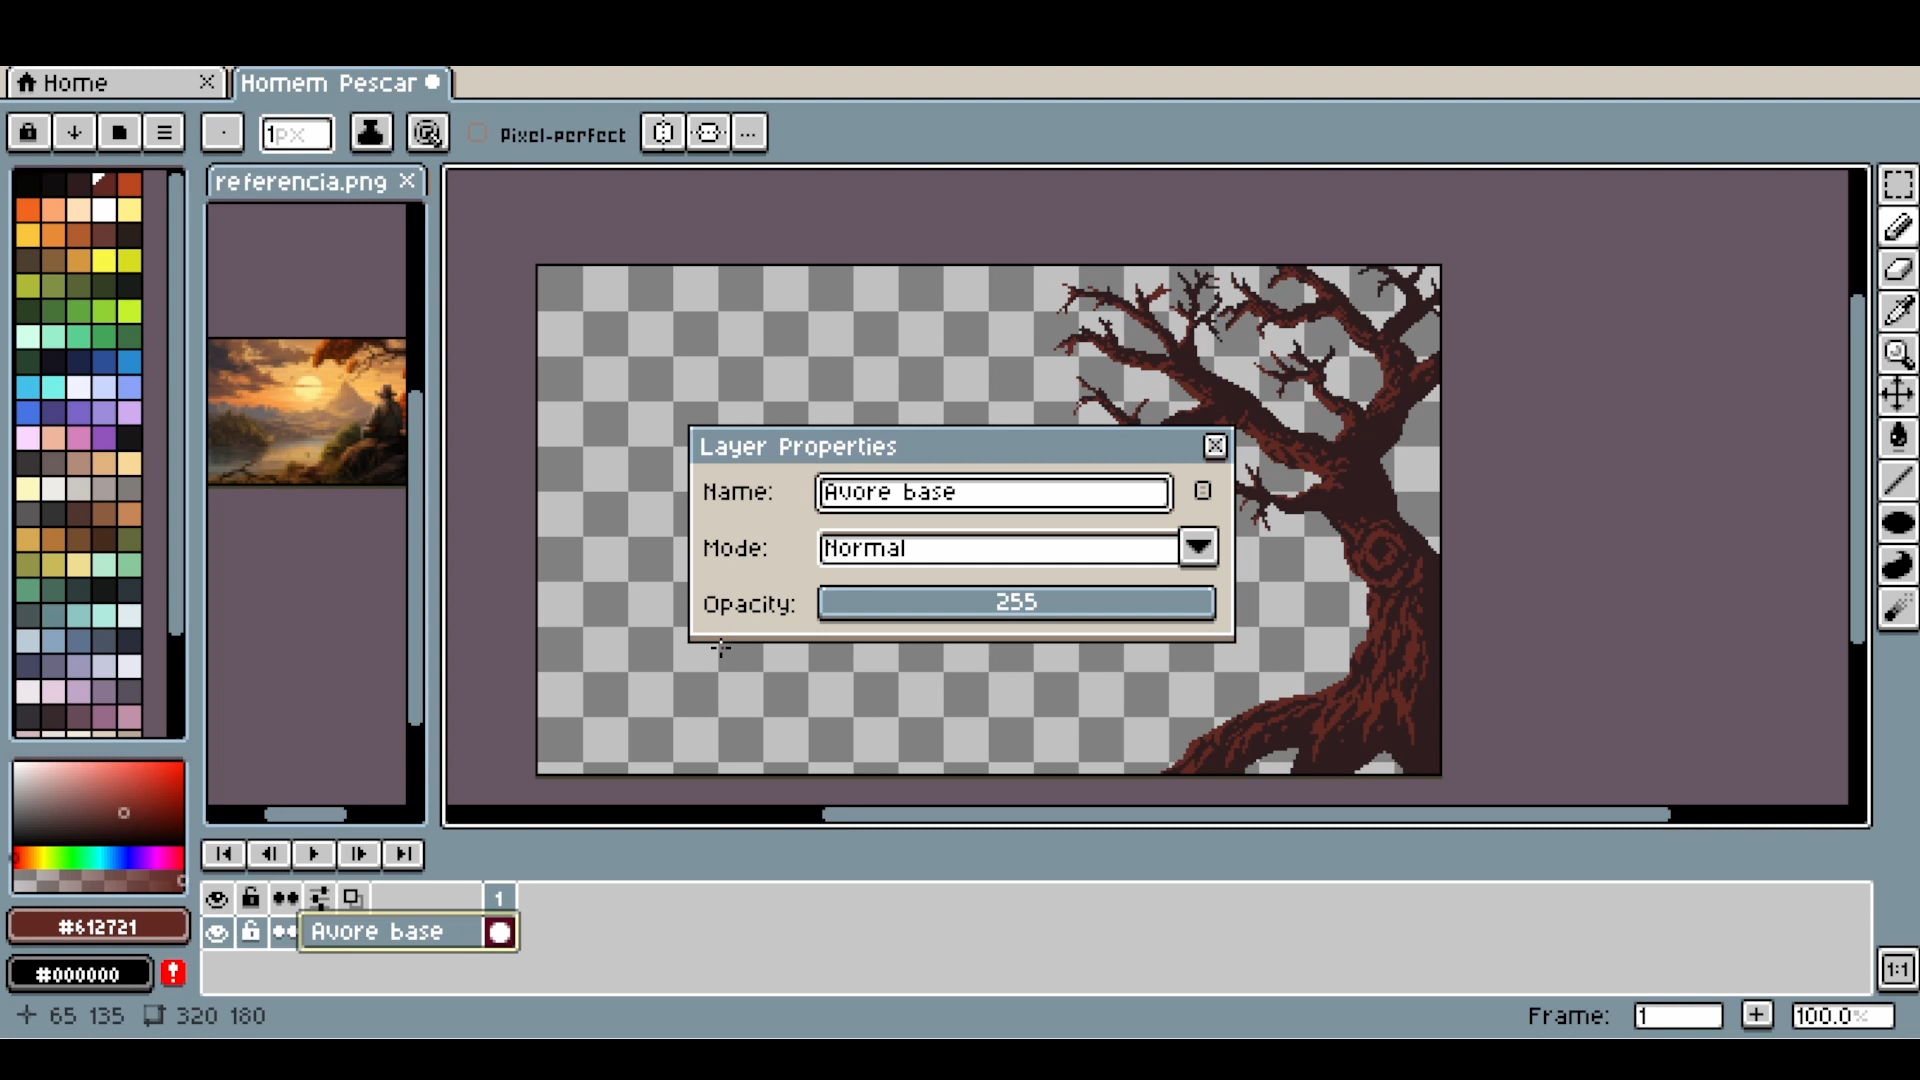 Home
Homem Pescar
1px
Pixel-perfect
...
referencia.png
Layer Properties
Name:
Avore base
Mode:
Normal
Opacity:
255
1
Avore base
#612721
#000000
!
1:1
65 135
320 180
Frame:
1
+
100.0%